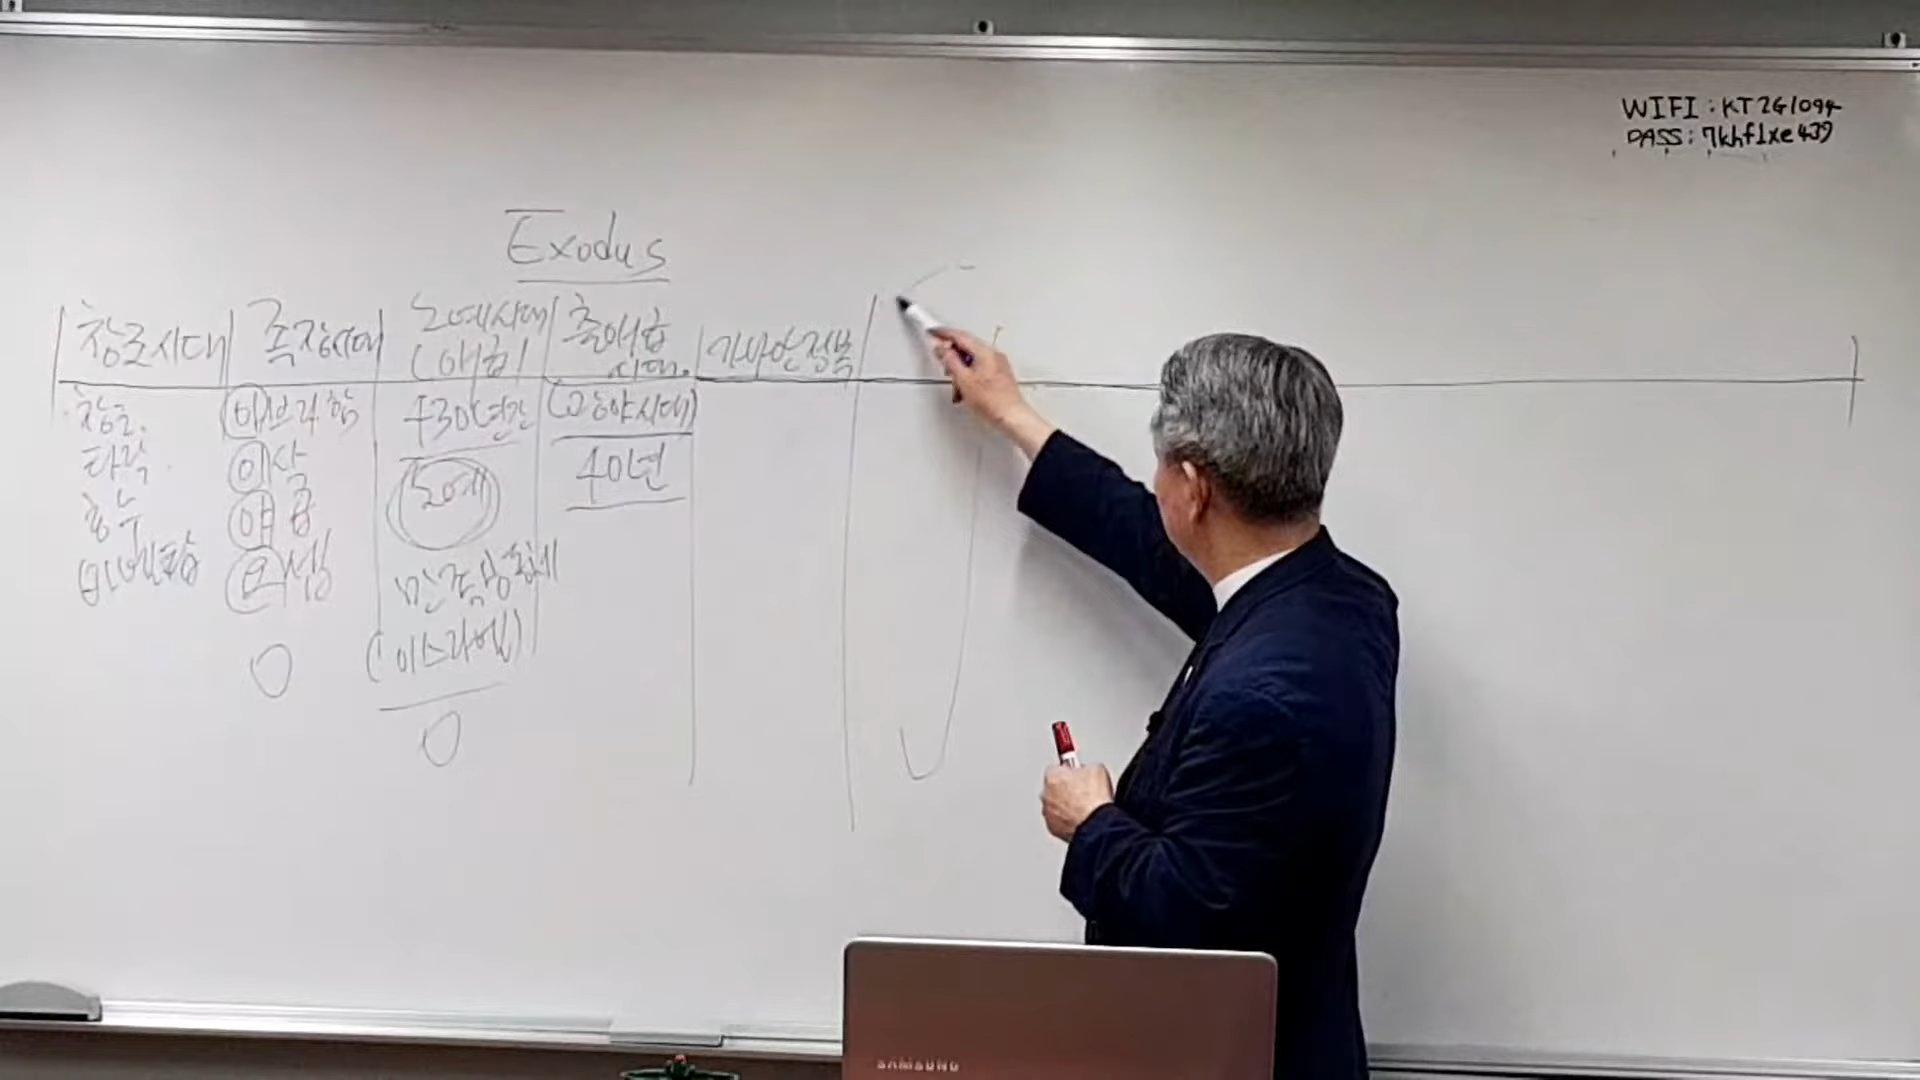 WIFI : KT2G1094
PASS : 7khf1xe439
Exodus
창조시대
족장시대
노예시대
(애굽)
출애굽
시대.
가나안정복
창조.
타락
홍수
바벨탑
아브라함
이삭
야곱
요셉
430년간
노예
민족형성
(이스라엘)
(광야시대)
40년
SAMSUNG